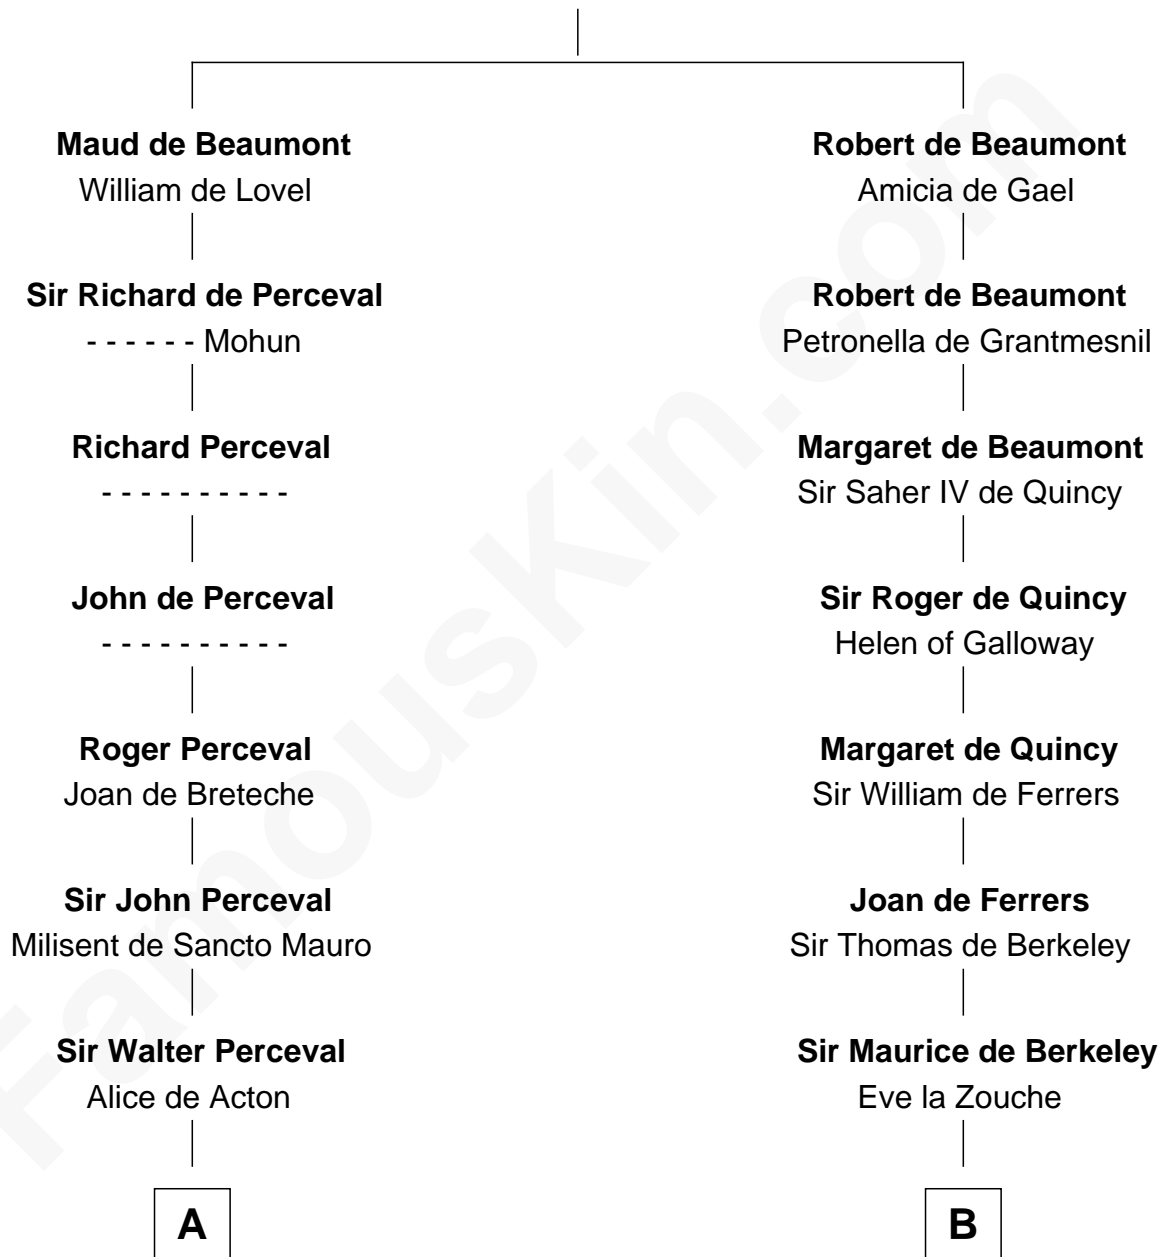 Maud de Beaumont
William de Lovel
Sir Richard de Perceval
- - - - - - Mohun
Richard Perceval
- - - - - - - - - -
John de Perceval
- - - - - - - - - -
Roger Perceval
Joan de Breteche
Sir John Perceval
Milisent de Sancto Mauro
Sir Walter Perceval
Alice de Acton
A
Robert de Beaumont
Amicia de Gael
Robert de Beaumont
Petronella de Grantmesnil
Margaret de Beaumont
Sir Saher IV de Quincy
Sir Roger de Quincy
Helen of Galloway
Margaret de Quincy
Sir William de Ferrers
Joan de Ferrers
Sir Thomas de Berkeley
Sir Maurice de Berkeley
Eve la Zouche
B
FamousKin.com